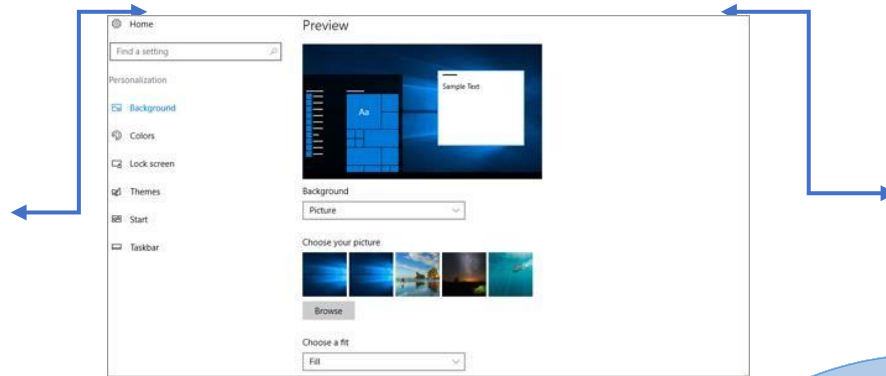 Home
Find a setting
Personalization
Background
Colors
Lock screen
Themes
Start
Taskbar
Preview
Sample Text
Aa
Background
Picture
Choose your picture
Browse
Choose a fit
Fill